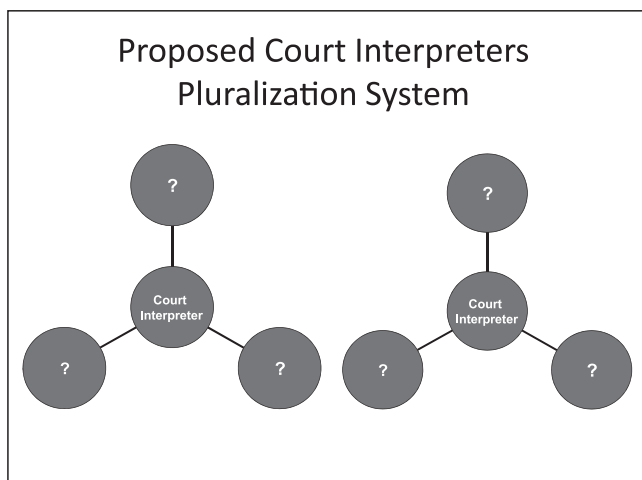 Proposed Court Interpreters
Pluralization System
?
?
Court
Interpreter
Court
Interpreter
?
?
?
?